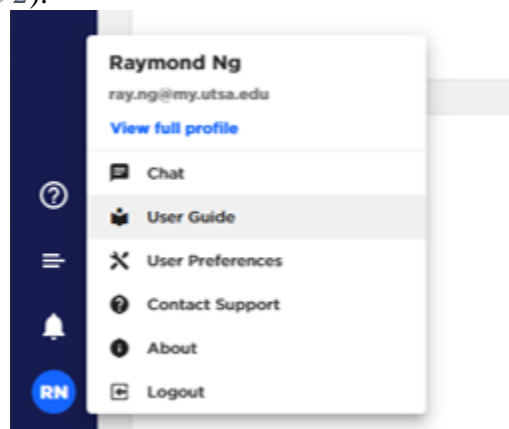 2).
Raymond Ng
ray.ng@my.utsa.edu
View full profile
Chat
User Guide
User Preferences
Contact Support
About
Logout
RN